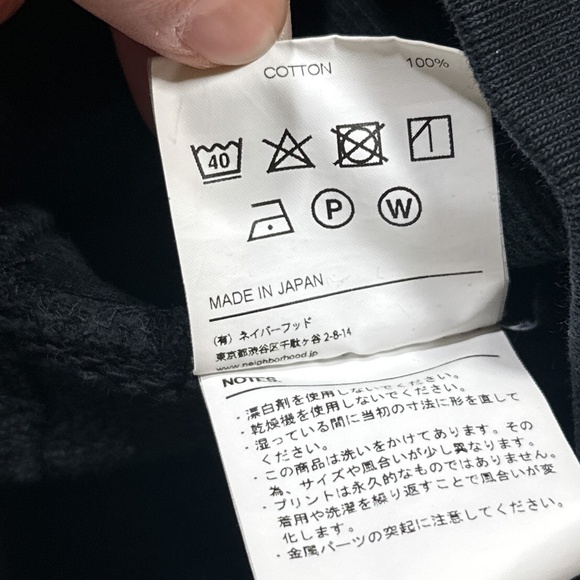 COTTON 100%
40
P W
MADE IN JAPAN
(有) ネイバーフッド
東京都渋谷区千駄ヶ谷 2-8-14
www.neighborhood.jp
NOTES:
・漂白剤を使用しないでください。
・乾燥機を使用しないでください。
・湿っている間に当初の寸法に形を直して
ください。
・この商品は洗いをかけてあります。その
為、サイズや風合いが少し異なります。
・プリントは永久的なものではありません。
着用や洗濯を繰り返すことで風合いが変
化します。
・金属パーツの突起に注意してください。